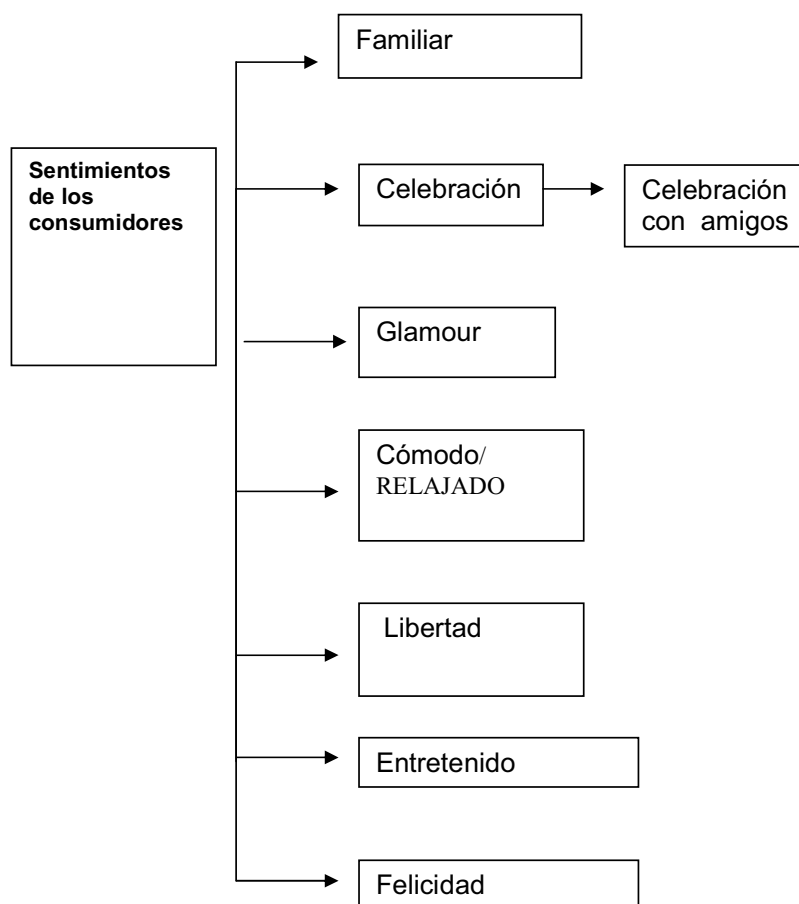 Familiar
Sentimientos
de los
consumidores
Celebración
Celebración
con amigos
Glamour
Cómodo/
RELAJADO
Libertad
Entretenido
Felicidad